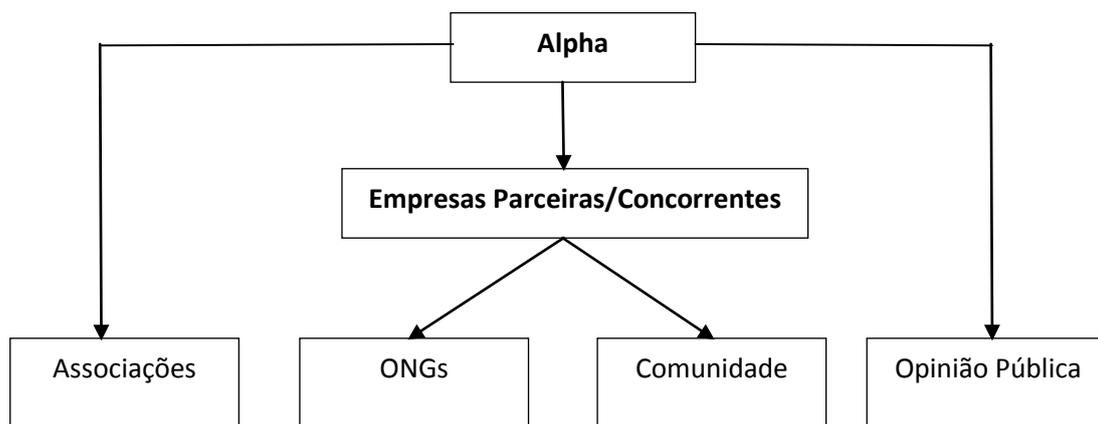 Alpha
Empresas Parceiras/Concorrentes
Associações
ONGs
Comunidade
Opinião Pública